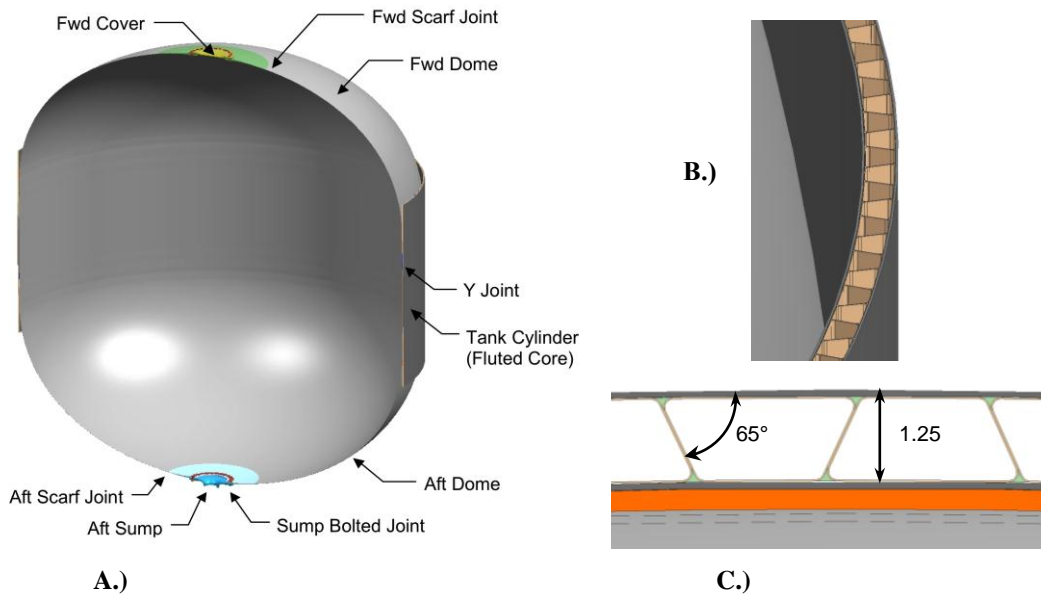 Fwd Cover
Fwd Scarf Joint
Fwd Dome
Y Joint
Tank Cylinder
(Fluted Core)
Aft Dome
Aft Scarf Joint
Aft Sump
Sump Bolted Joint
A.)
B.)
65°
1.25
C.)